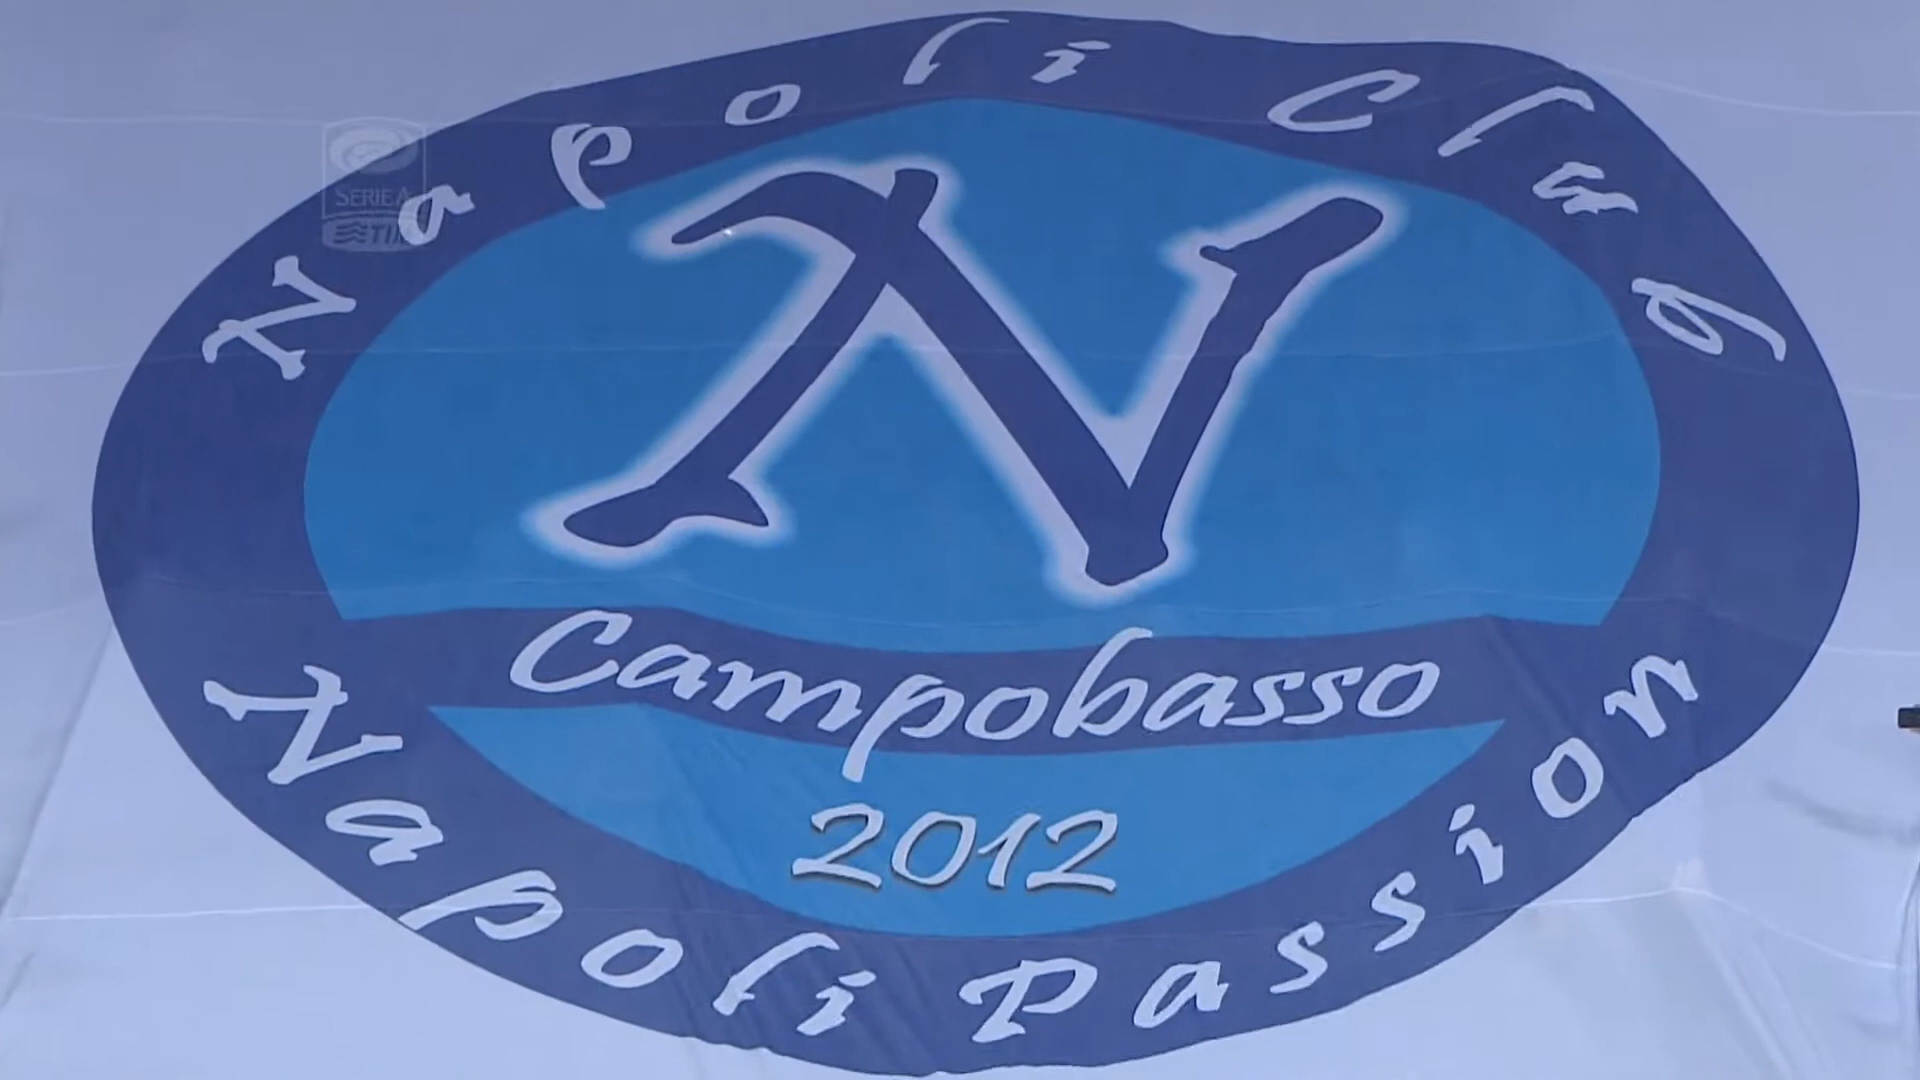 Napoli Club
SERIE A
TIM
N
Campobasso
2012
Napoli Passion